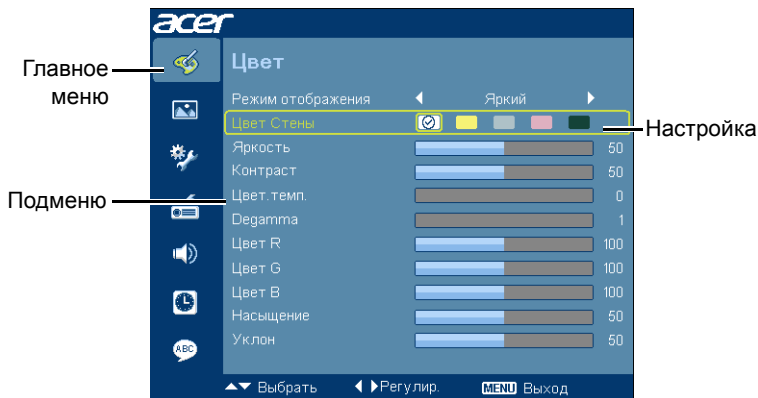 acer
Главное
меню
Цвет
Режим отображения Яркий
Цвет Стены
Настройка
Яркость 50
Контраст 50
Подменю
Цвет.темп. 0
Degamma 1
Цвет R 100
Цвет G 100
Цвет B 100
Насыщение 50
Уклон 50
ABC
Выбрать Регулир. MENU Выход